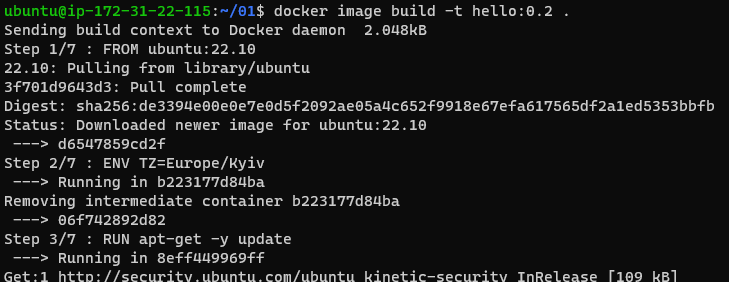 ubuntu@ip-172-31-22-115:~/01$ docker image build -t hello:0.2 .
Sending build context to Docker daemon  2.048kB
Step 1/7 : FROM ubuntu:22.10
22.10: Pulling from library/ubuntu
3f701d9643d3: Pull complete
Digest: sha256:de3394e00e0e7e0d5f2092ae05a4c652f9918e67efa617565df2a1ed5353bbfb
Status: Downloaded newer image for ubuntu:22.10
 ---> d6547859cd2f
Step 2/7 : ENV TZ=Europe/Kyiv
 ---> Running in b223177d84ba
Removing intermediate container b223177d84ba
 ---> 06f742892d82
Step 3/7 : RUN apt-get -y update
 ---> Running in 8eff449969ff
Get:1 http://security.ubuntu.com/ubuntu kinetic-security InRelease [109 kB]